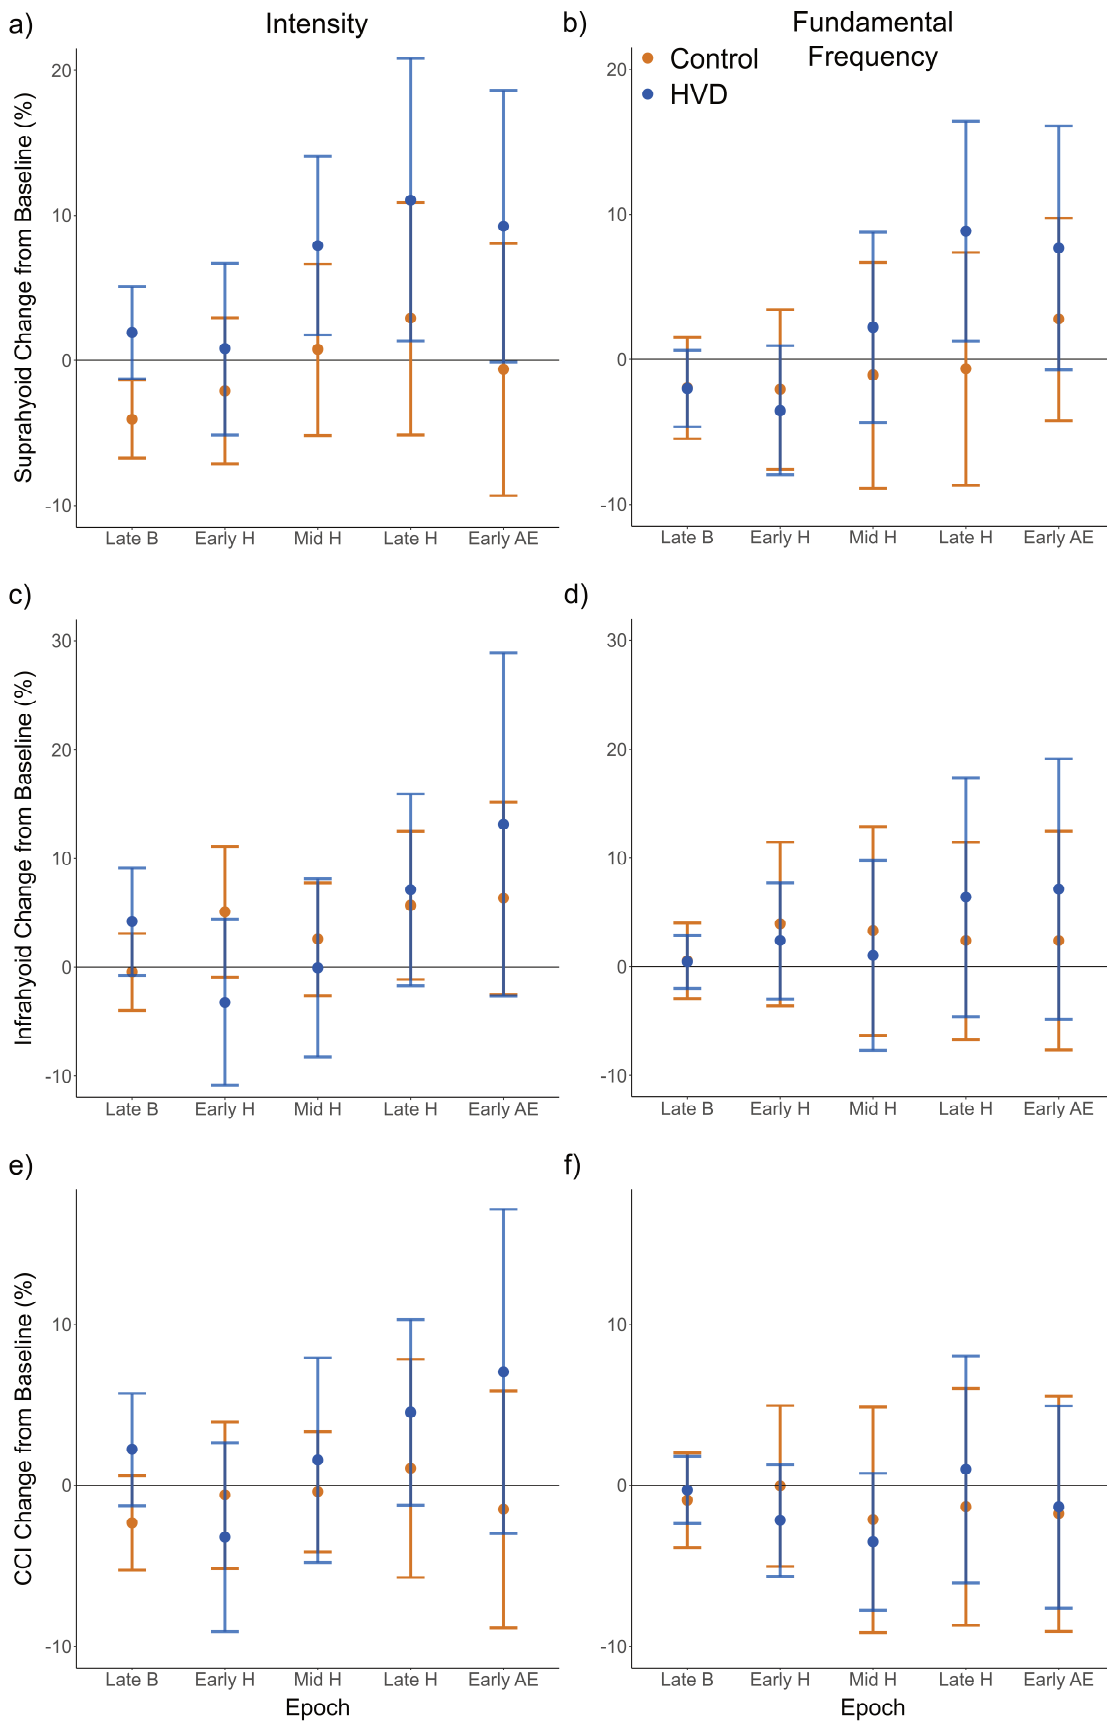 a)
Intensity
b)
Fundamental
Frequency
Control
HVD
Suprahyoid Change from Baseline (%)
20
10
0
-10
Late B Early H Mid H Late H Early AE
20
10
0
-10
Late B Early H Mid H Late H Early AE
c)
d)
Infrahyoid Change from Baseline (%)
30
20
10
0
-10
Late B Early H Mid H Late H Early AE
30
20
10
0
-10
Late B Early H Mid H Late H Early AE
e)
f)
CCI Change from Baseline (%)
10
0
-10
Late B Early H Mid H Late H Early AE
Epoch
10
0
-10
Late B Early H Mid H Late H Early AE
Epoch